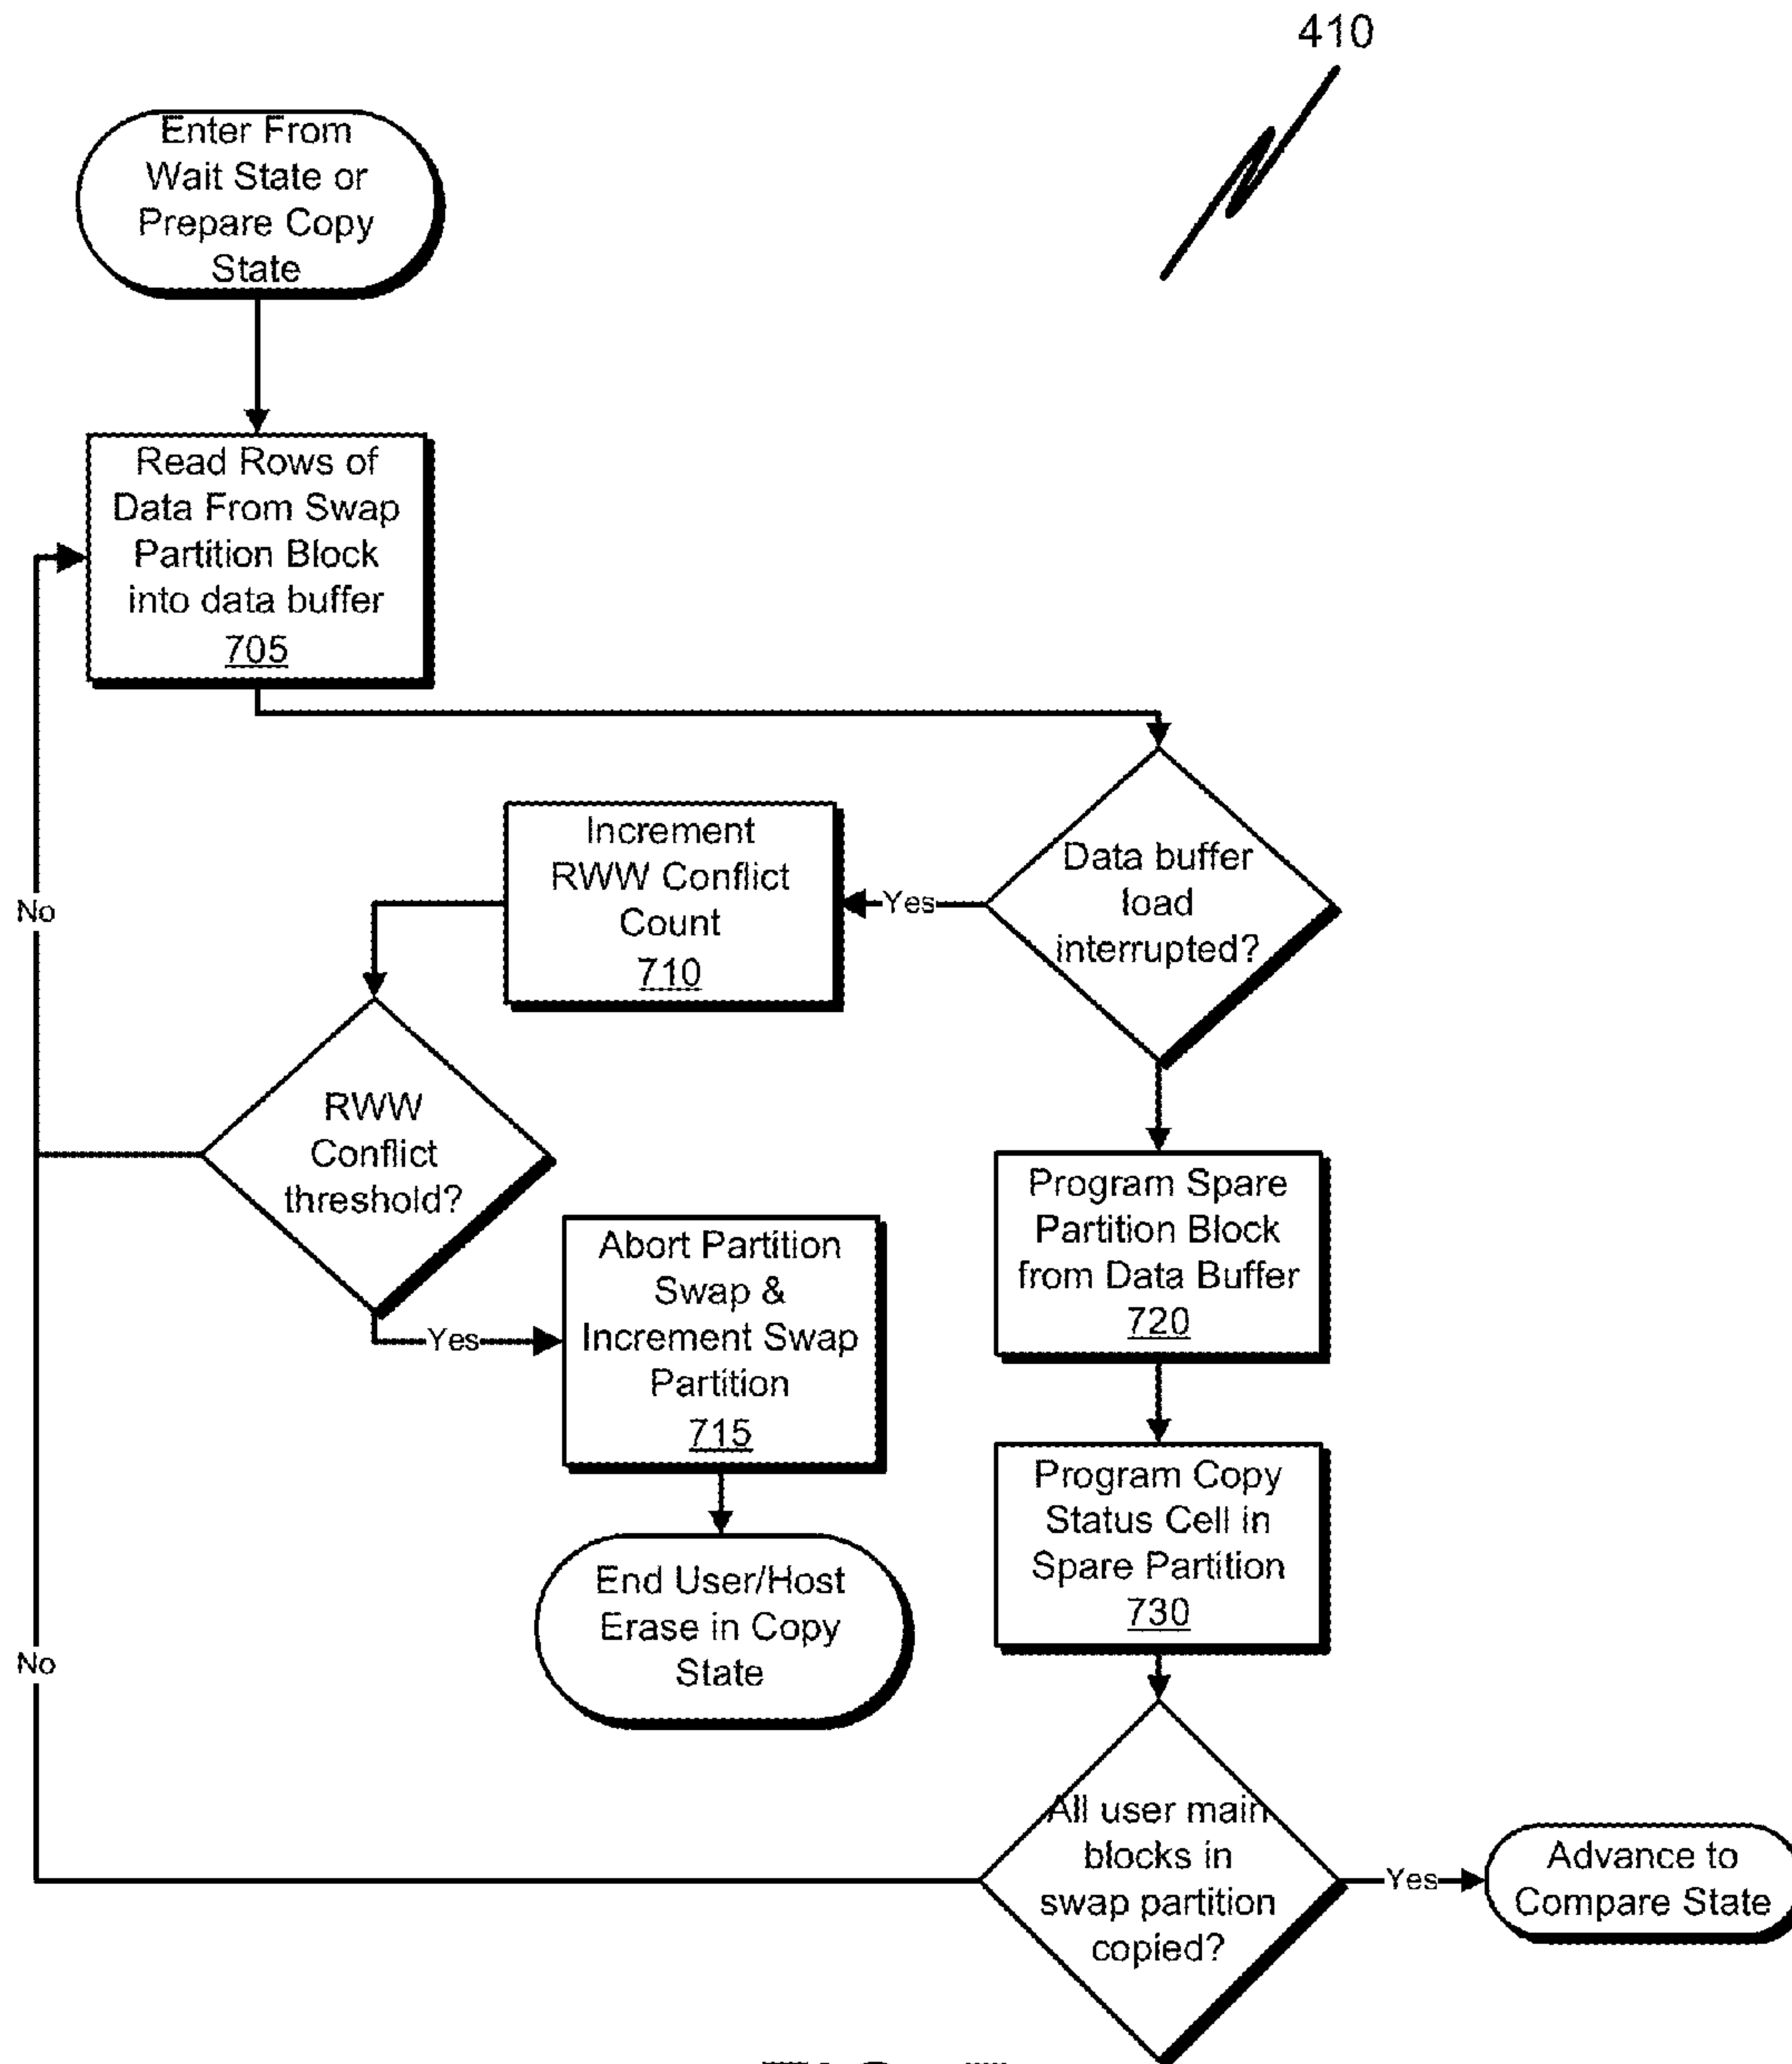 410
Enter From
Wait State or
Prepare Copy
State
Read Rows of
Data From Swap
Partition Block
into data buffer
705
Data buffer
load
interrupted?
Yes
Increment
RWW Conflict
Count
710
No
RWW
Conflict
threshold?
Yes
Abort Partition
Swap &
Increment Swap
Partition
715
End User/Host
Erase in Copy
State
Program Spare
Partition Block
from Data Buffer
720
Program Copy
Status Cell in
Spare Partition
730
No
All user main
blocks in
swap partition
copied?
Yes
Advance to
Compare State